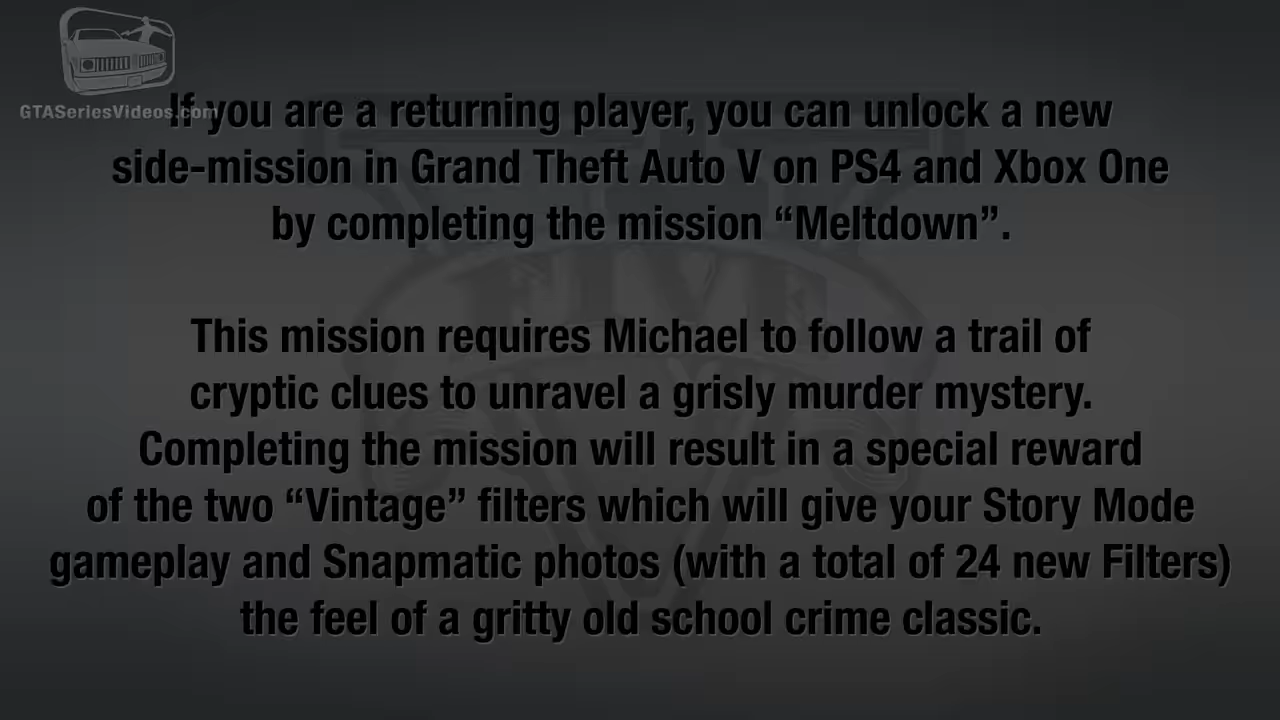 GTASeriesVideos.com
If you are a returning player, you can unlock a new
side-mission in Grand Theft Auto V on PS4 and Xbox One
by completing the mission “Meltdown”.
This mission requires Michael to follow a trail of
cryptic clues to unravel a grisly murder mystery.
Completing the mission will result in a special reward
of the two “Vintage” filters which will give your Story Mode
gameplay and Snapmatic photos (with a total of 24 new Filters)
the feel of a gritty old school crime classic.
V
FIVE